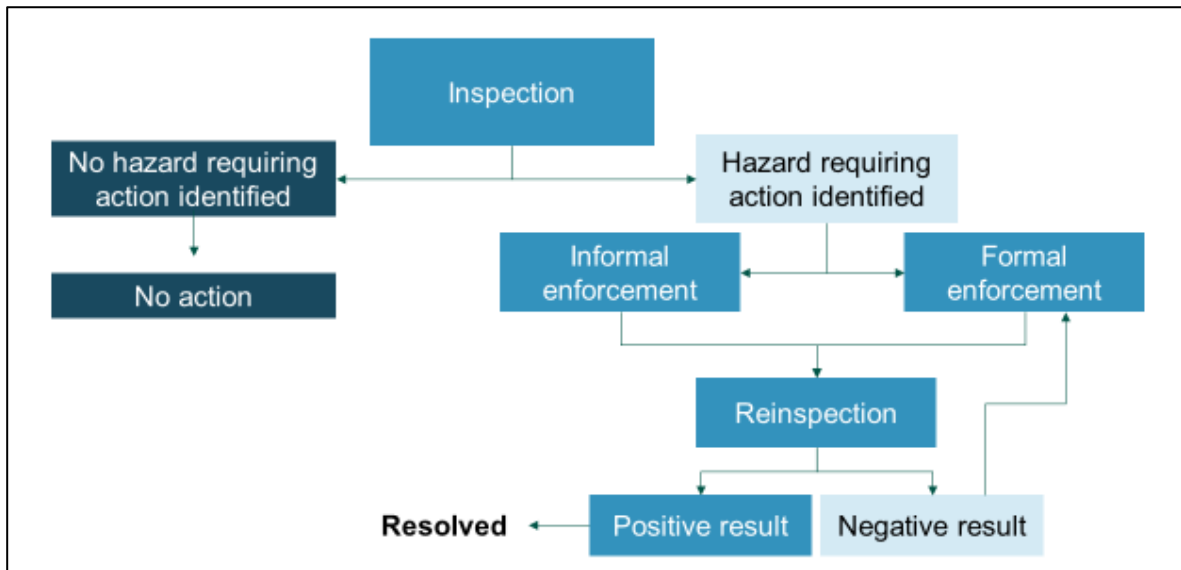 Inspection
No hazard requiring
action identified
Hazard requiring
action identified
No action
Informal
enforcement
Formal
enforcement
Reinspection
Resolved
Positive result
Negative result